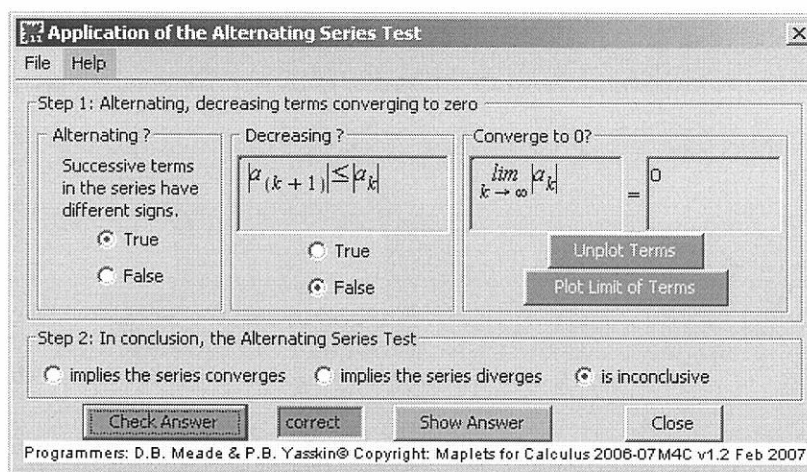 Application of the Alternating Series Test
File Help
Step 1: Alternating, decreasing terms converging to zero
Alternating ?
Successive terms
in the series have
different signs.
True
False
Decreasing ?
|a (k + 1)| ≤ |a k|
True
False
Converge to 0?
lim k → ∞ |a k| = 0
Unplot Terms
Plot Limit of Terms
Step 2: In conclusion, the Alternating Series Test
implies the series converges implies the series diverges is inconclusive
Check Answer correct Show Answer Close
Programmers: D.B. Meade & P.B. Yasskin© Copyright: Maplets for Calculus 2006-07M4C v1.2 Feb 2007